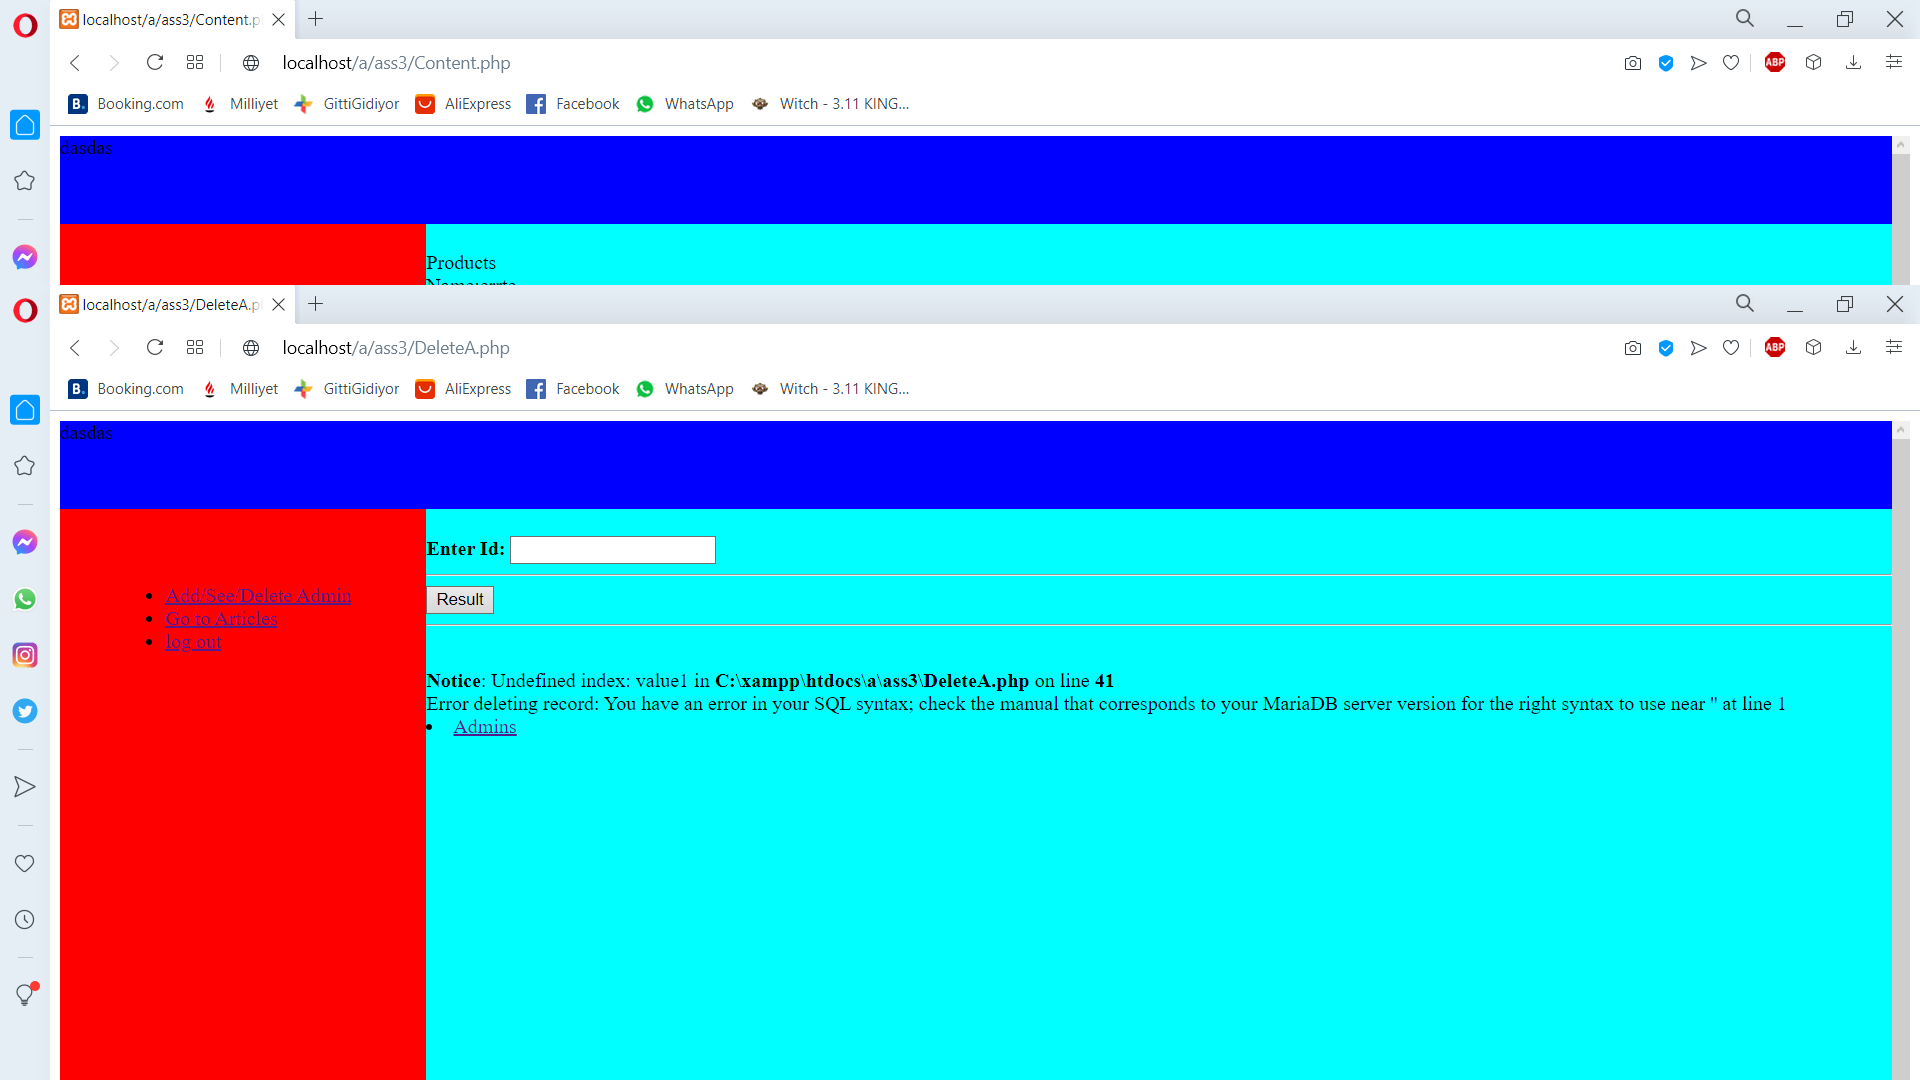 localhost/a/ass3/Content.p
localhost/a/ass3/Content.php
ABP
B. Booking.com Milliyet GittiGidiyor AliExpress Facebook WhatsApp Witch - 3.11 KING...
dasdas
Products
Name:errte
localhost/a/ass3/DeleteA.p
localhost/a/ass3/DeleteA.php
ABP
B. Booking.com Milliyet GittiGidiyor AliExpress Facebook WhatsApp Witch - 3.11 KING...
dasdas
Enter Id:
Result
Add/See/Delete Admin
Go to Articles
log out
Notice: Undefined index: value1 in C:\xampp\htdocs\a\ass3\DeleteA.php on line 41
Error deleting record: You have an error in your SQL syntax; check the manual that corresponds to your MariaDB server version for the right syntax to use near '' at line 1
Admins